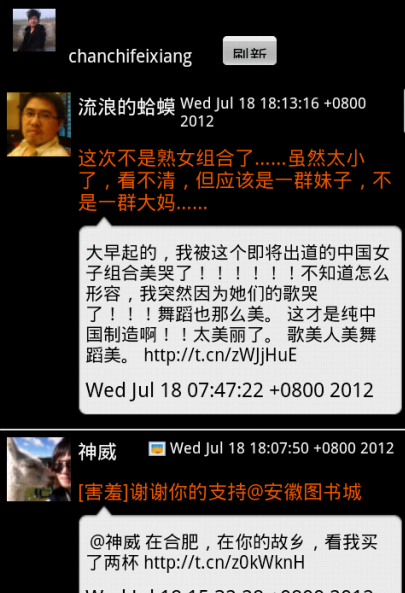 chanchifeixiang
刷新
流浪的蛤蟆 Wed Jul 18 18:13:16 +0800
2012
这次不是熟女组合了……虽然太小
了，看不清，但应该是一群妹子，不
是一群大妈……
大早起的，我被这个即将出道的中国女
子组合美哭了！！！！！！不知道怎么
形容，我突然因为她们的歌哭
了！！！舞蹈也那么美。 这才是纯中
国制造啊！！太美丽了。 歌美人美舞
蹈美。 http://t.cn/zWJjHuE
Wed Jul 18 07:47:22 +0800 2012
神威 Wed Jul 18 18:07:50 +0800 2012
[害羞]谢谢你的支持@安徽图书城
@神威 在合肥，在你的故乡，看我买
了两杯 http://t.cn/z0kWknH